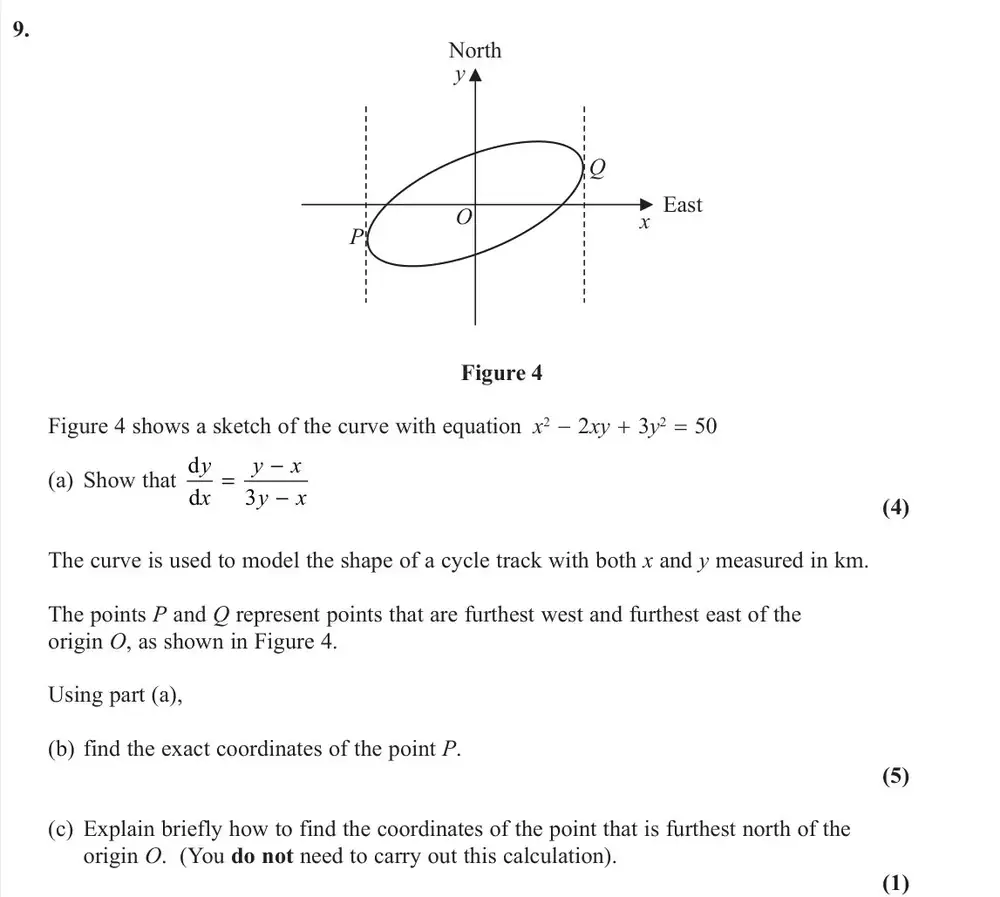 9.
North
y
Q
O
East
x
P
Figure 4
Figure 4 shows a sketch of the curve with equation x² − 2xy + 3y² = 50
(a) Show that dy/dx = (y − x)/(3y − x)
(4)
The curve is used to model the shape of a cycle track with both x and y measured in km.
The points P and Q represent points that are furthest west and furthest east of the
origin O, as shown in Figure 4.
Using part (a),
(b) find the exact coordinates of the point P.
(5)
(c) Explain briefly how to find the coordinates of the point that is furthest north of the
origin O. (You do not need to carry out this calculation).
(1)